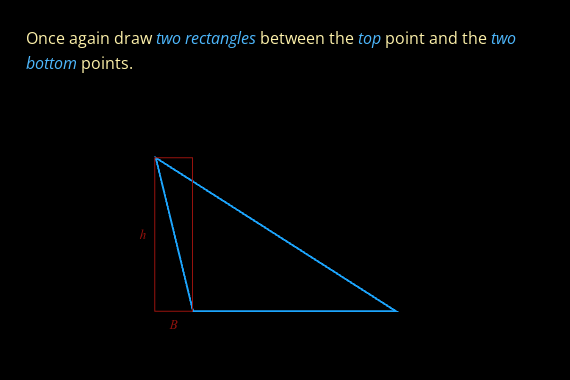 Once again draw two rectangles between the top point and the two
bottom points.
h
B